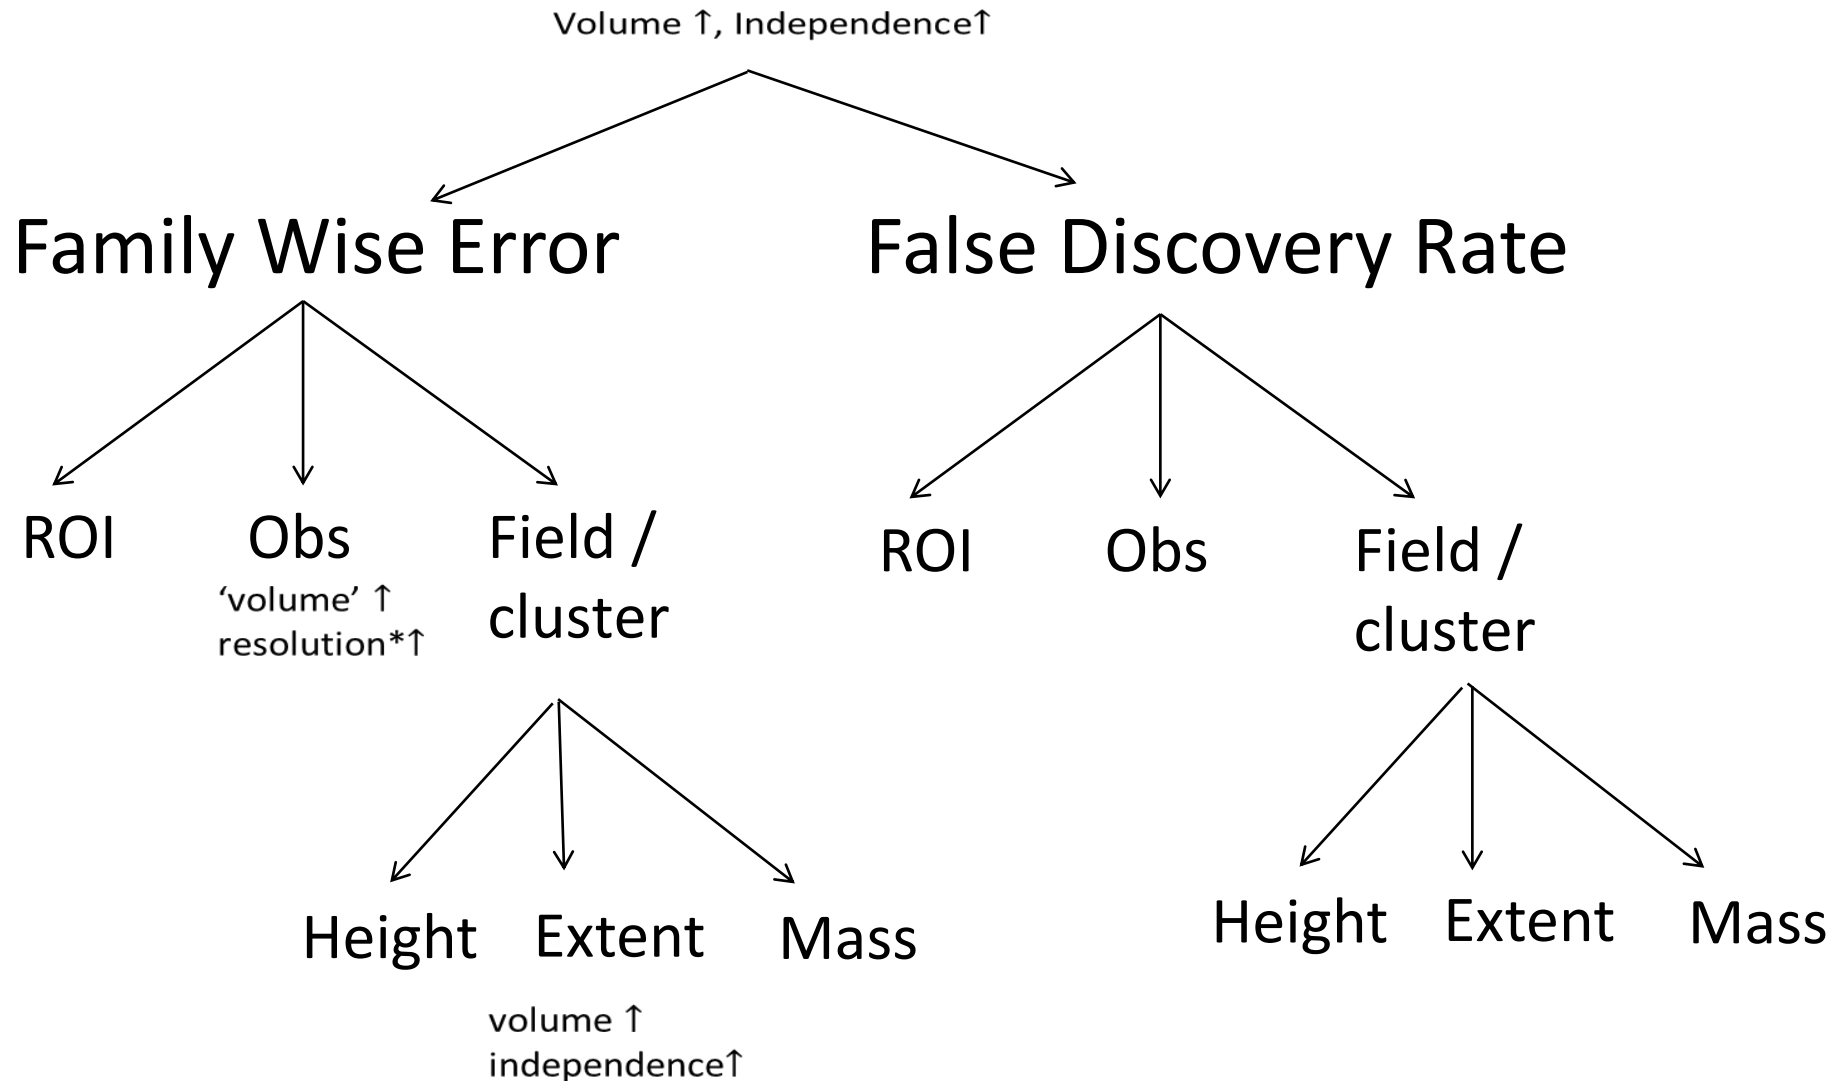 Volume ↑, Independence↑
Family Wise Error
False Discovery Rate
ROI
Obs
‘volume’ ↑
resolution*↑
Field /
cluster
ROI
Obs
Field /
cluster
Height
Extent
Mass
volume ↑
independence↑
Height
Extent
Mass